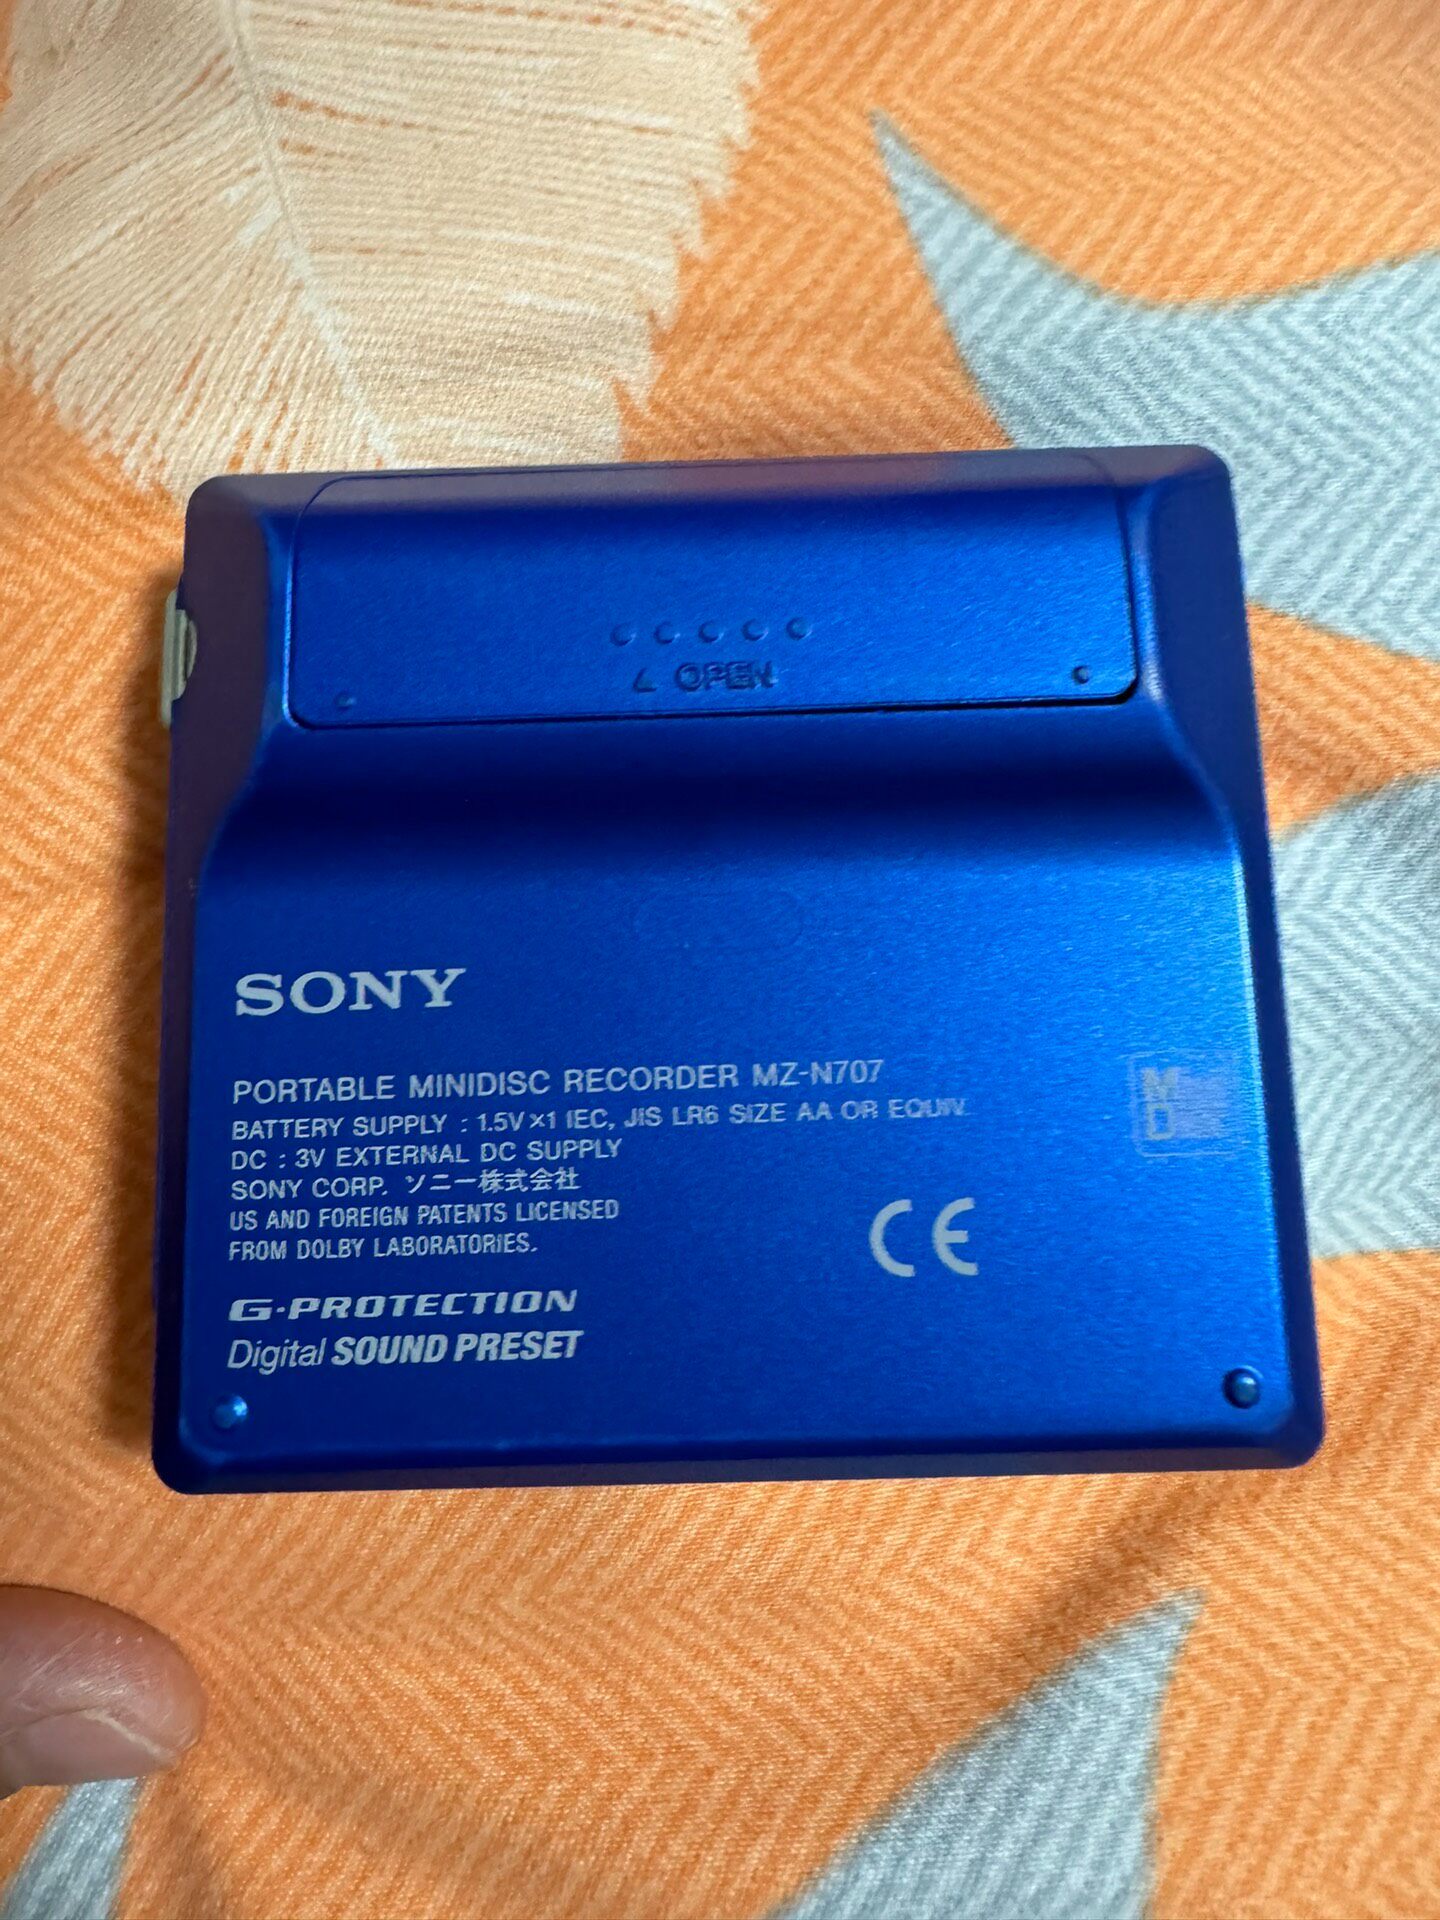 ▲ OPEN
SONY
PORTABLE MINIDISC RECORDER MZ-N707
BATTERY SUPPLY : 1.5V×1 IEC, JIS LR6 SIZE AA OR EQUIV.
DC : 3V EXTERNAL DC SUPPLY
SONY CORP. ソニー株式会社
US AND FOREIGN PATENTS LICENSED
FROM DOLBY LABORATORIES.
MD
CE
G-PROTECTION
Digital SOUND PRESET